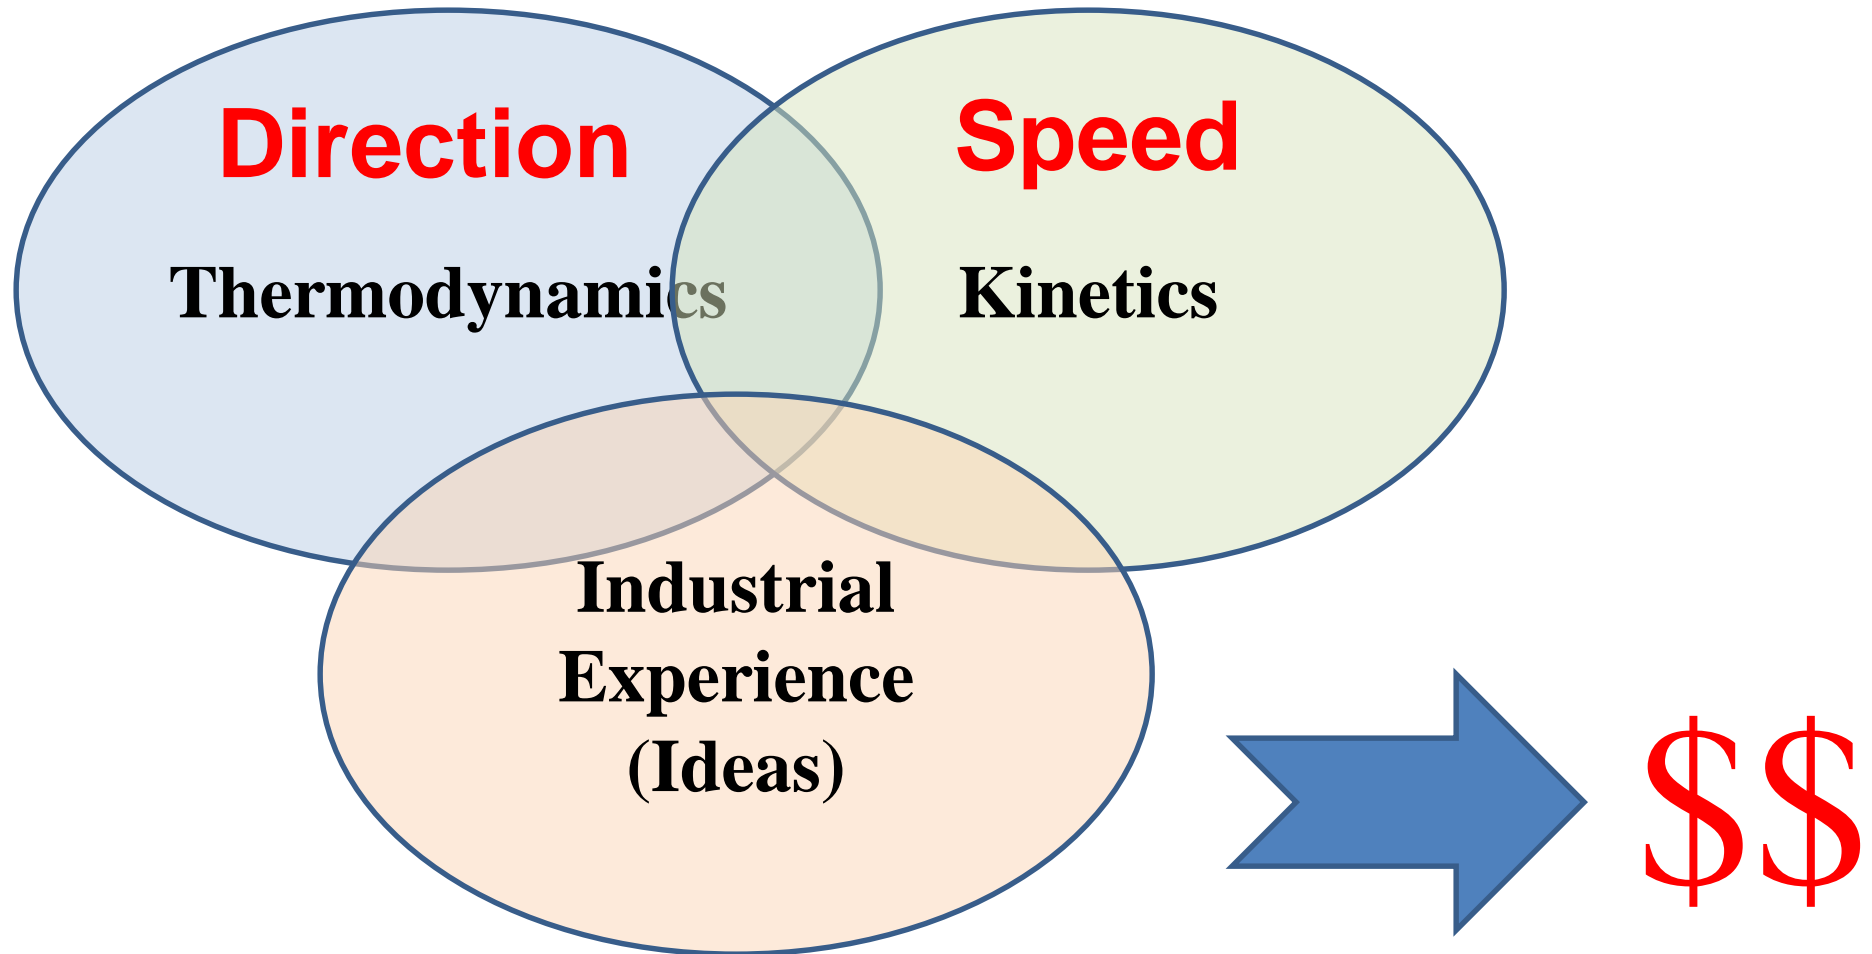 Direction
Speed
Thermodynamics
Kinetics
Industrial
Experience
(Ideas)
$$